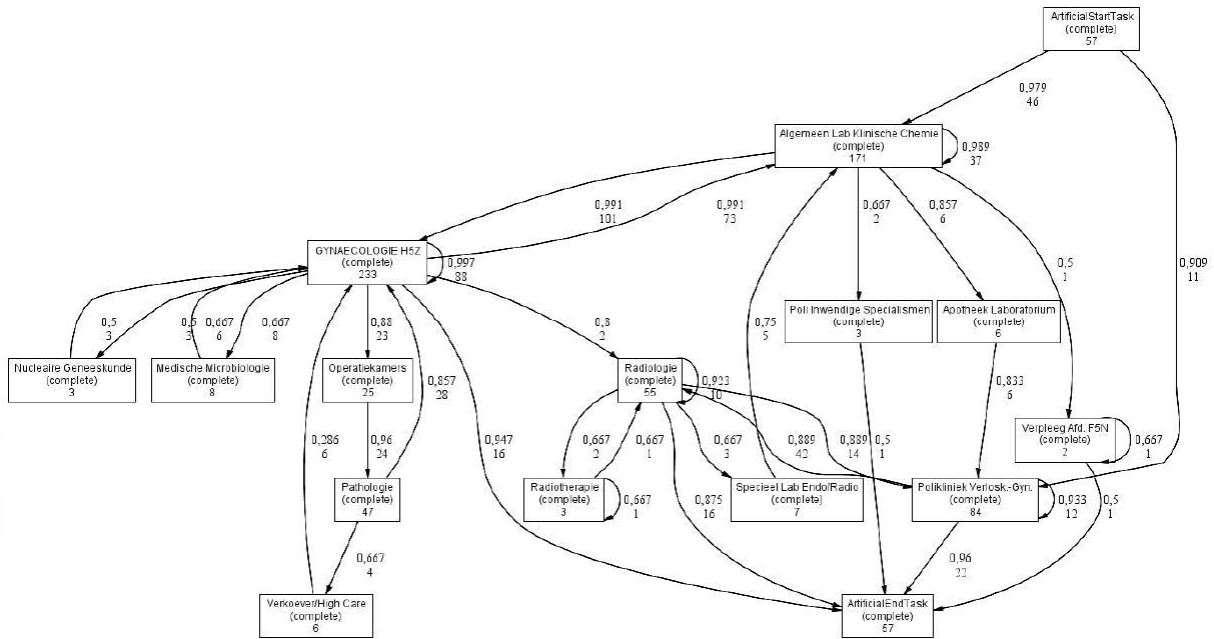 ArtificialStartTask
(complete)
57
0,979
46
Algemeen Lab Klinische Chemie
(complete)
171
0,989
37
0,991
101
0,991
73
0,667
2
0,857
6
0,909
11
GYNAECOLOGIE H5Z
(complete)
233
0,997
88
0,5
1
0,5
3
0,5
3
0,667
6
0,667
8
0,88
23
0,8
2
0,75
5
Poli Inwendige Specialismen
(complete)
3
Apotheek Laboratorium
(complete)
6
Nucleaire Geneeskunde
(complete)
3
Medische Microbiologie
(complete)
8
Operatiekamers
(complete)
25
0,857
28
Radiologie
(complete)
55
0,923
10
0,833
6
Verpleeg Afd. F5N
(complete)
2
0,667
1
0,286
6
0,96
24
0,947
16
0,667
2
0,667
1
0,667
3
0,889
42
0,889
14
0,5
1
Pathologie
(complete)
47
Radiotherapie
(complete)
3
0,667
1
0,875
16
Specieel Lab Endo/Radio
(complete)
7
Polikliniek Verlosk.-Gyn.
(complete)
84
0,933
12
0,5
1
0,667
4
0,96
22
Verkoever/High Care
(complete)
6
ArtificialEndTask
(complete)
57